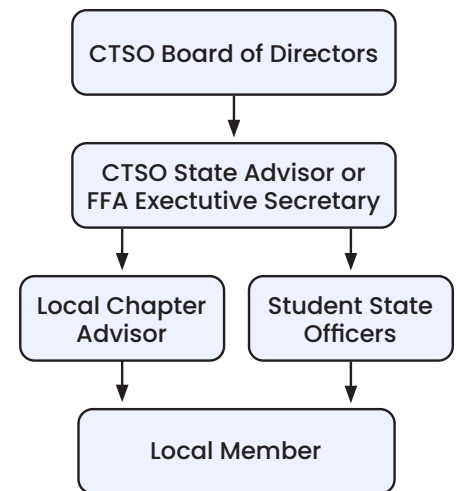 CTSO Board of Directors
CTSO State Advisor or
FFA Exectutive Secretary
Local Chapter
Advisor
Student State
Officers
Local Member